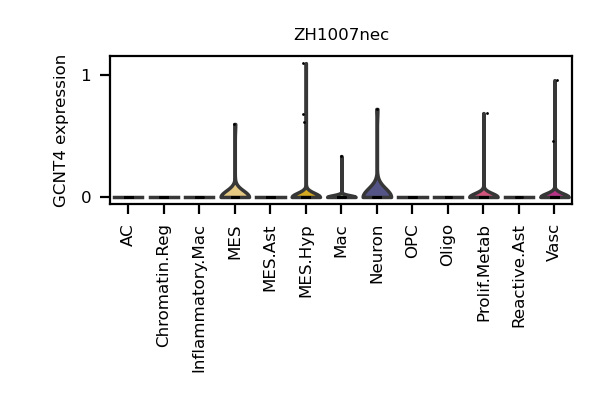 ZH1007nec
GCNT4 expression
1
0
AC
Chromatin.Reg
Inflammatory.Mac
MES
MES.Ast
MES.Hyp
Mac
Neuron
OPC
Oligo
Prolif.Metab
Reactive.Ast
Vasc